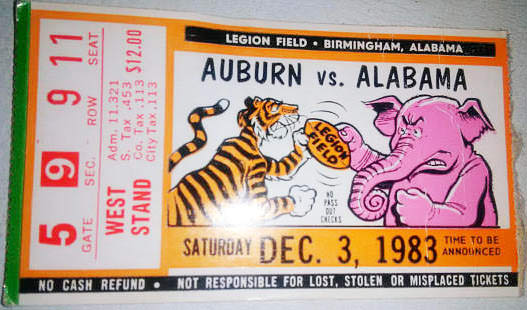 LEGION FIELD • BIRMINGHAM, ALABAMA
AUBURN VS. ALABAMA
LEGION
FIELD
NO
PASS
OUT
CHECKS
SATURDAY DEC. 3, 1983 TIME TO BE
ANNOUNCED
NO CASH REFUND • NOT RESPONSIBLE FOR LOST, STOLEN OR MISPLACED TICKETS
5 9 9 11
GATE SEC. ROW SEAT
WEST
STAND
Adm. 11.321
S. Tax .453
Co. Tax .113
City Tax .113
$12.00